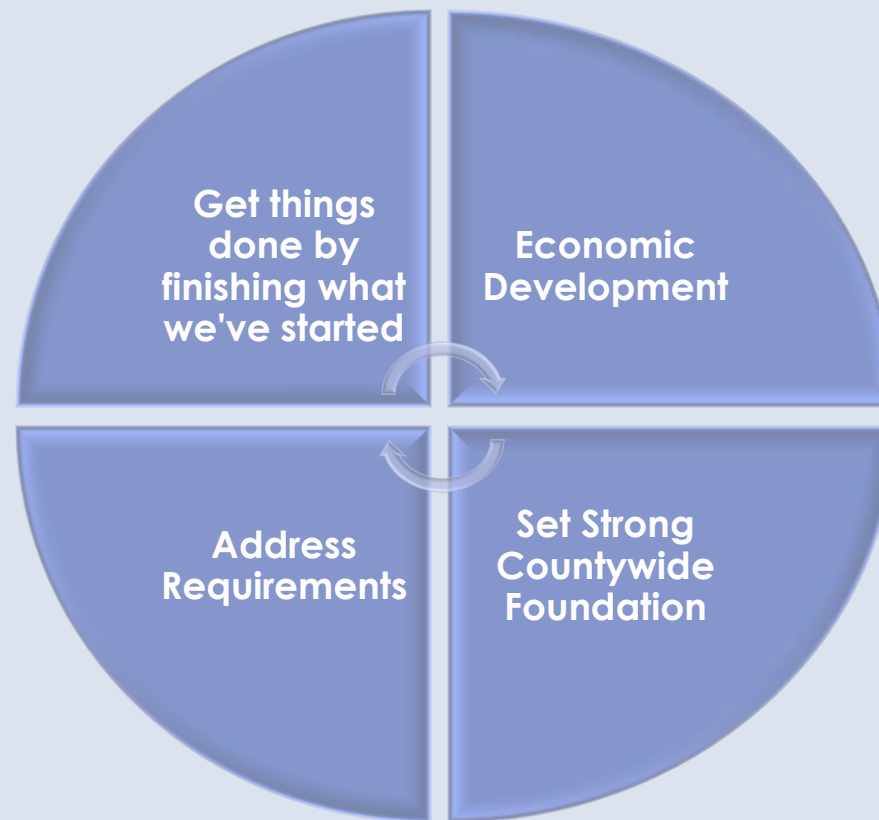 Get things
done by
finishing what
we've started
Economic
Development
Address
Requirements
Set Strong
Countywide
Foundation